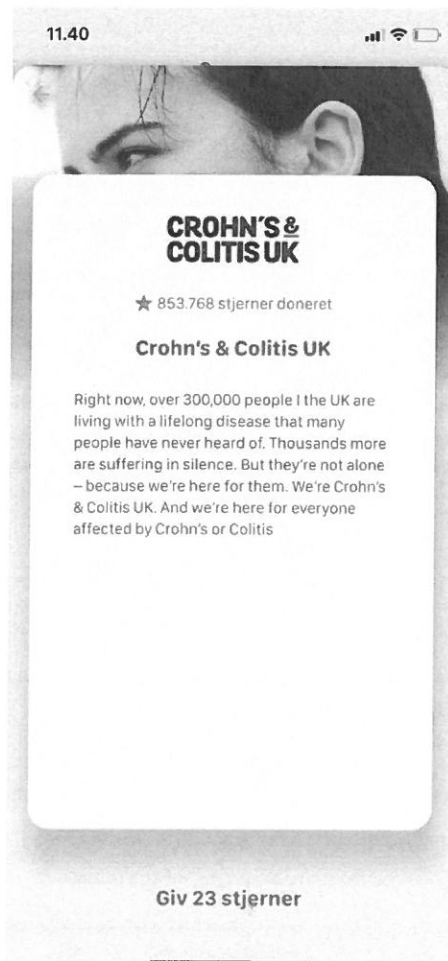 11.40
CROHN'S &
COLITIS UK
853.768 stjerner doneret
Crohn's & Colitis UK
Right now, over 300,000 people I the UK are
living with a lifelong disease that many
people have never heard of. Thousands more
are suffering in silence. But they're not alone
– because we're here for them. We're Crohn's
& Colitis UK. And we're here for everyone
affected by Crohn's or Colitis
Giv 23 stjerner